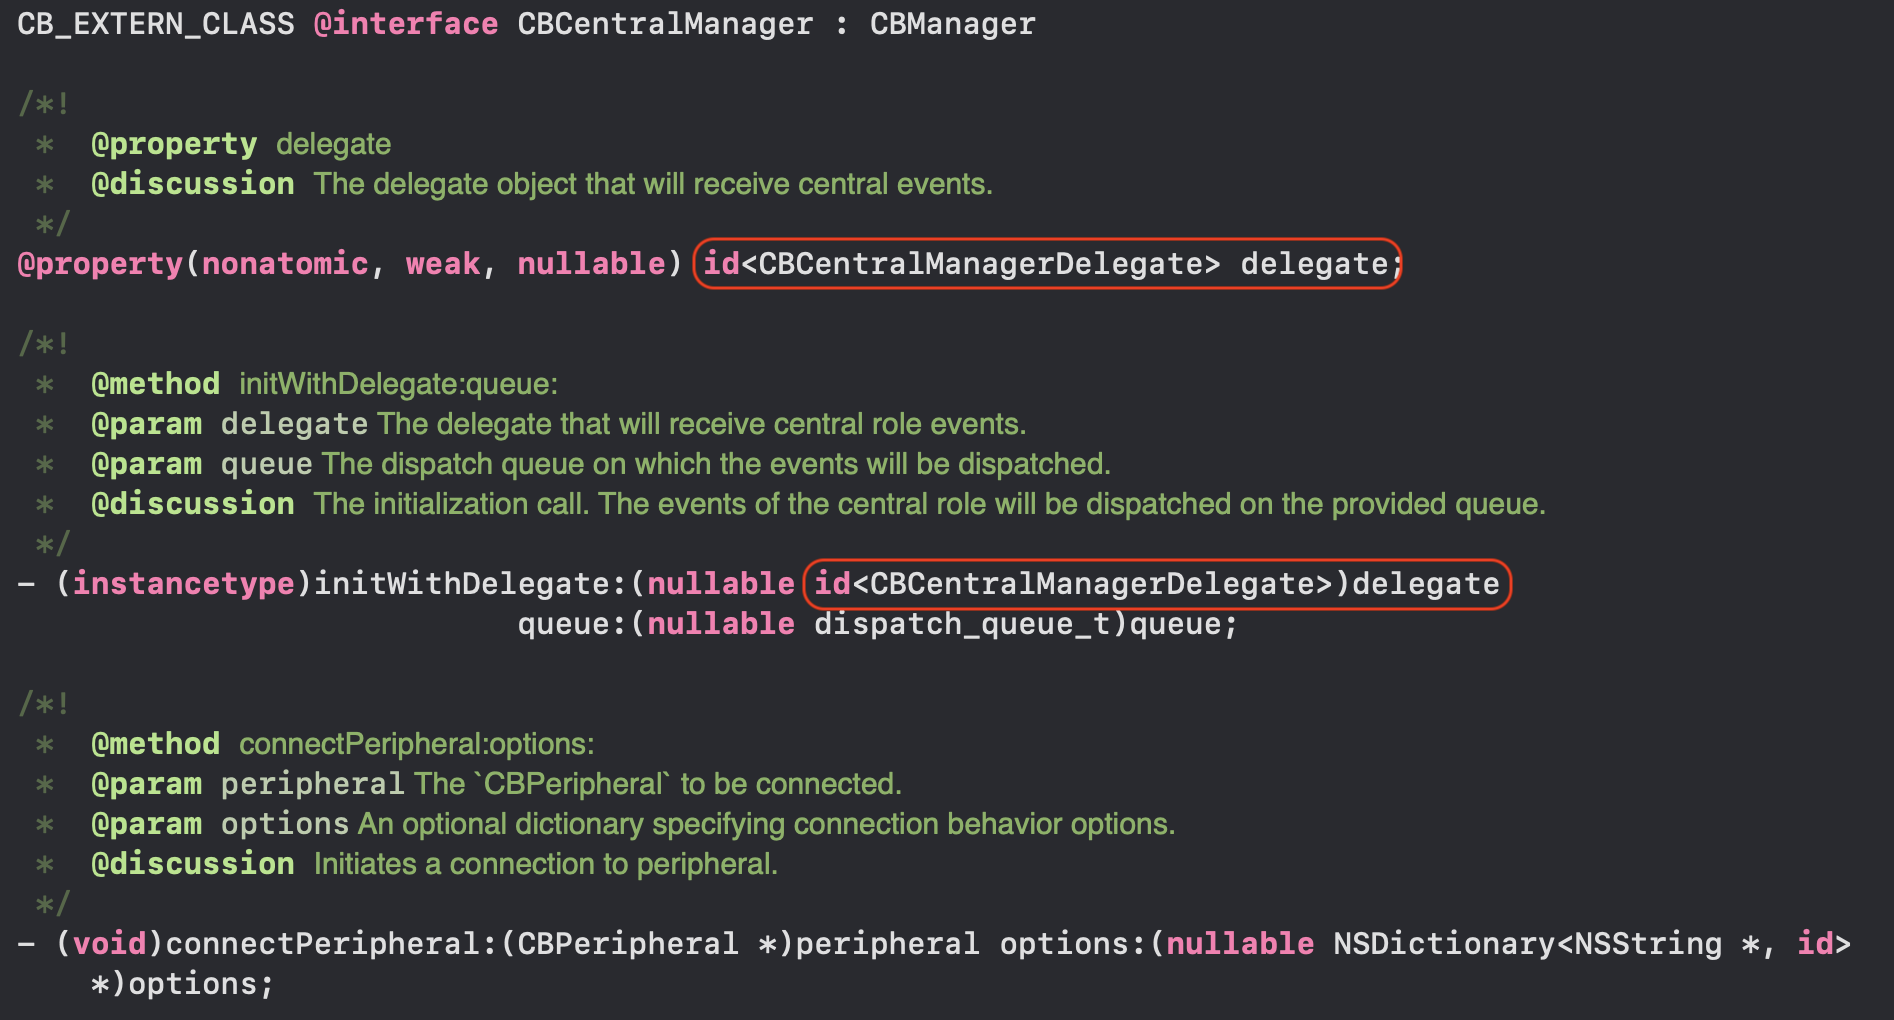 CB_EXTERN_CLASS @interface CBCentralManager : CBManager
/*!
 *  @property delegate
 *  @discussion The delegate object that will receive central events.
 */
@property(nonatomic, weak, nullable) id<CBCentralManagerDelegate> delegate;
/*!
 *  @method initWithDelegate:queue:
 *  @param delegate The delegate that will receive central role events.
 *  @param queue The dispatch queue on which the events will be dispatched.
 *  @discussion The initialization call. The events of the central role will be dispatched on the provided queue.
 */
- (instancetype)initWithDelegate:(nullable id<CBCentralManagerDelegate>)delegate
                           queue:(nullable dispatch_queue_t)queue;
/*!
 *  @method connectPeripheral:options:
 *  @param peripheral The `CBPeripheral` to be connected.
 *  @param options An optional dictionary specifying connection behavior options.
 *  @discussion Initiates a connection to peripheral.
 */
- (void)connectPeripheral:(CBPeripheral *)peripheral options:(nullable NSDictionary<NSString *, id>
    *)options;